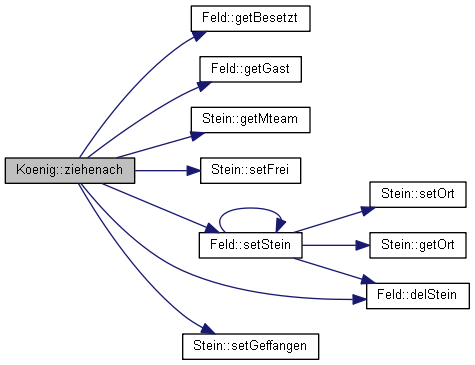 Feld::getBesetzt
Feld::getGast
Stein::getMteam
Koenig::ziehenach
Stein::setFrei
Stein::setOrt
Feld::setStein
Stein::getOrt
Feld::delStein
Stein::setGeffangen